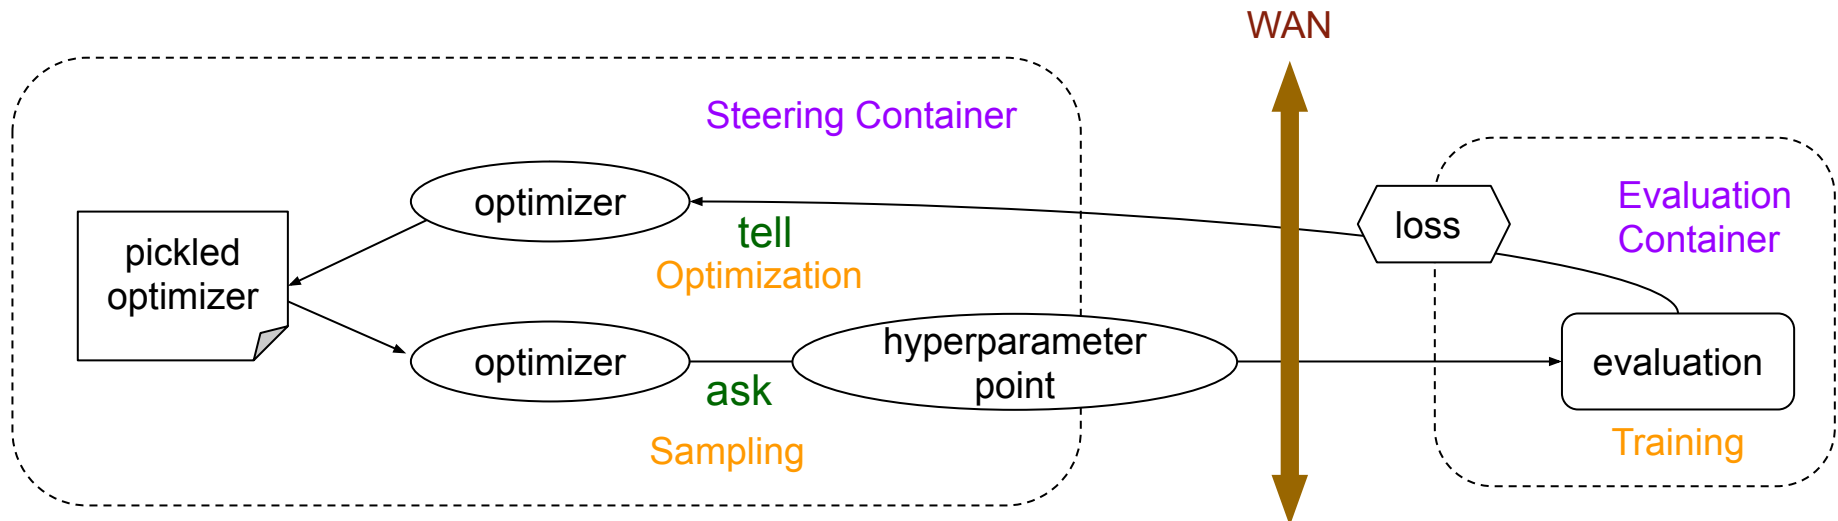 WAN
Steering Container
optimizer
tell
Optimization
pickled
optimizer
optimizer
ask
Sampling
hyperparameter
point
loss
Evaluation
Container
evaluation
Training